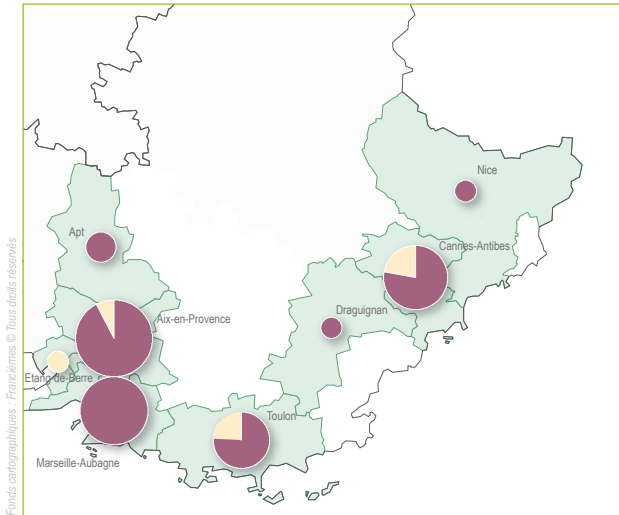 Nice
Apt
Cannes-Antibes
Draguignan
Aix-en-Provence
Etang-de-Berre
Toulon
Marseille-Aubagne
Fonds cartographiques : Francièmes © Tous droits réservés